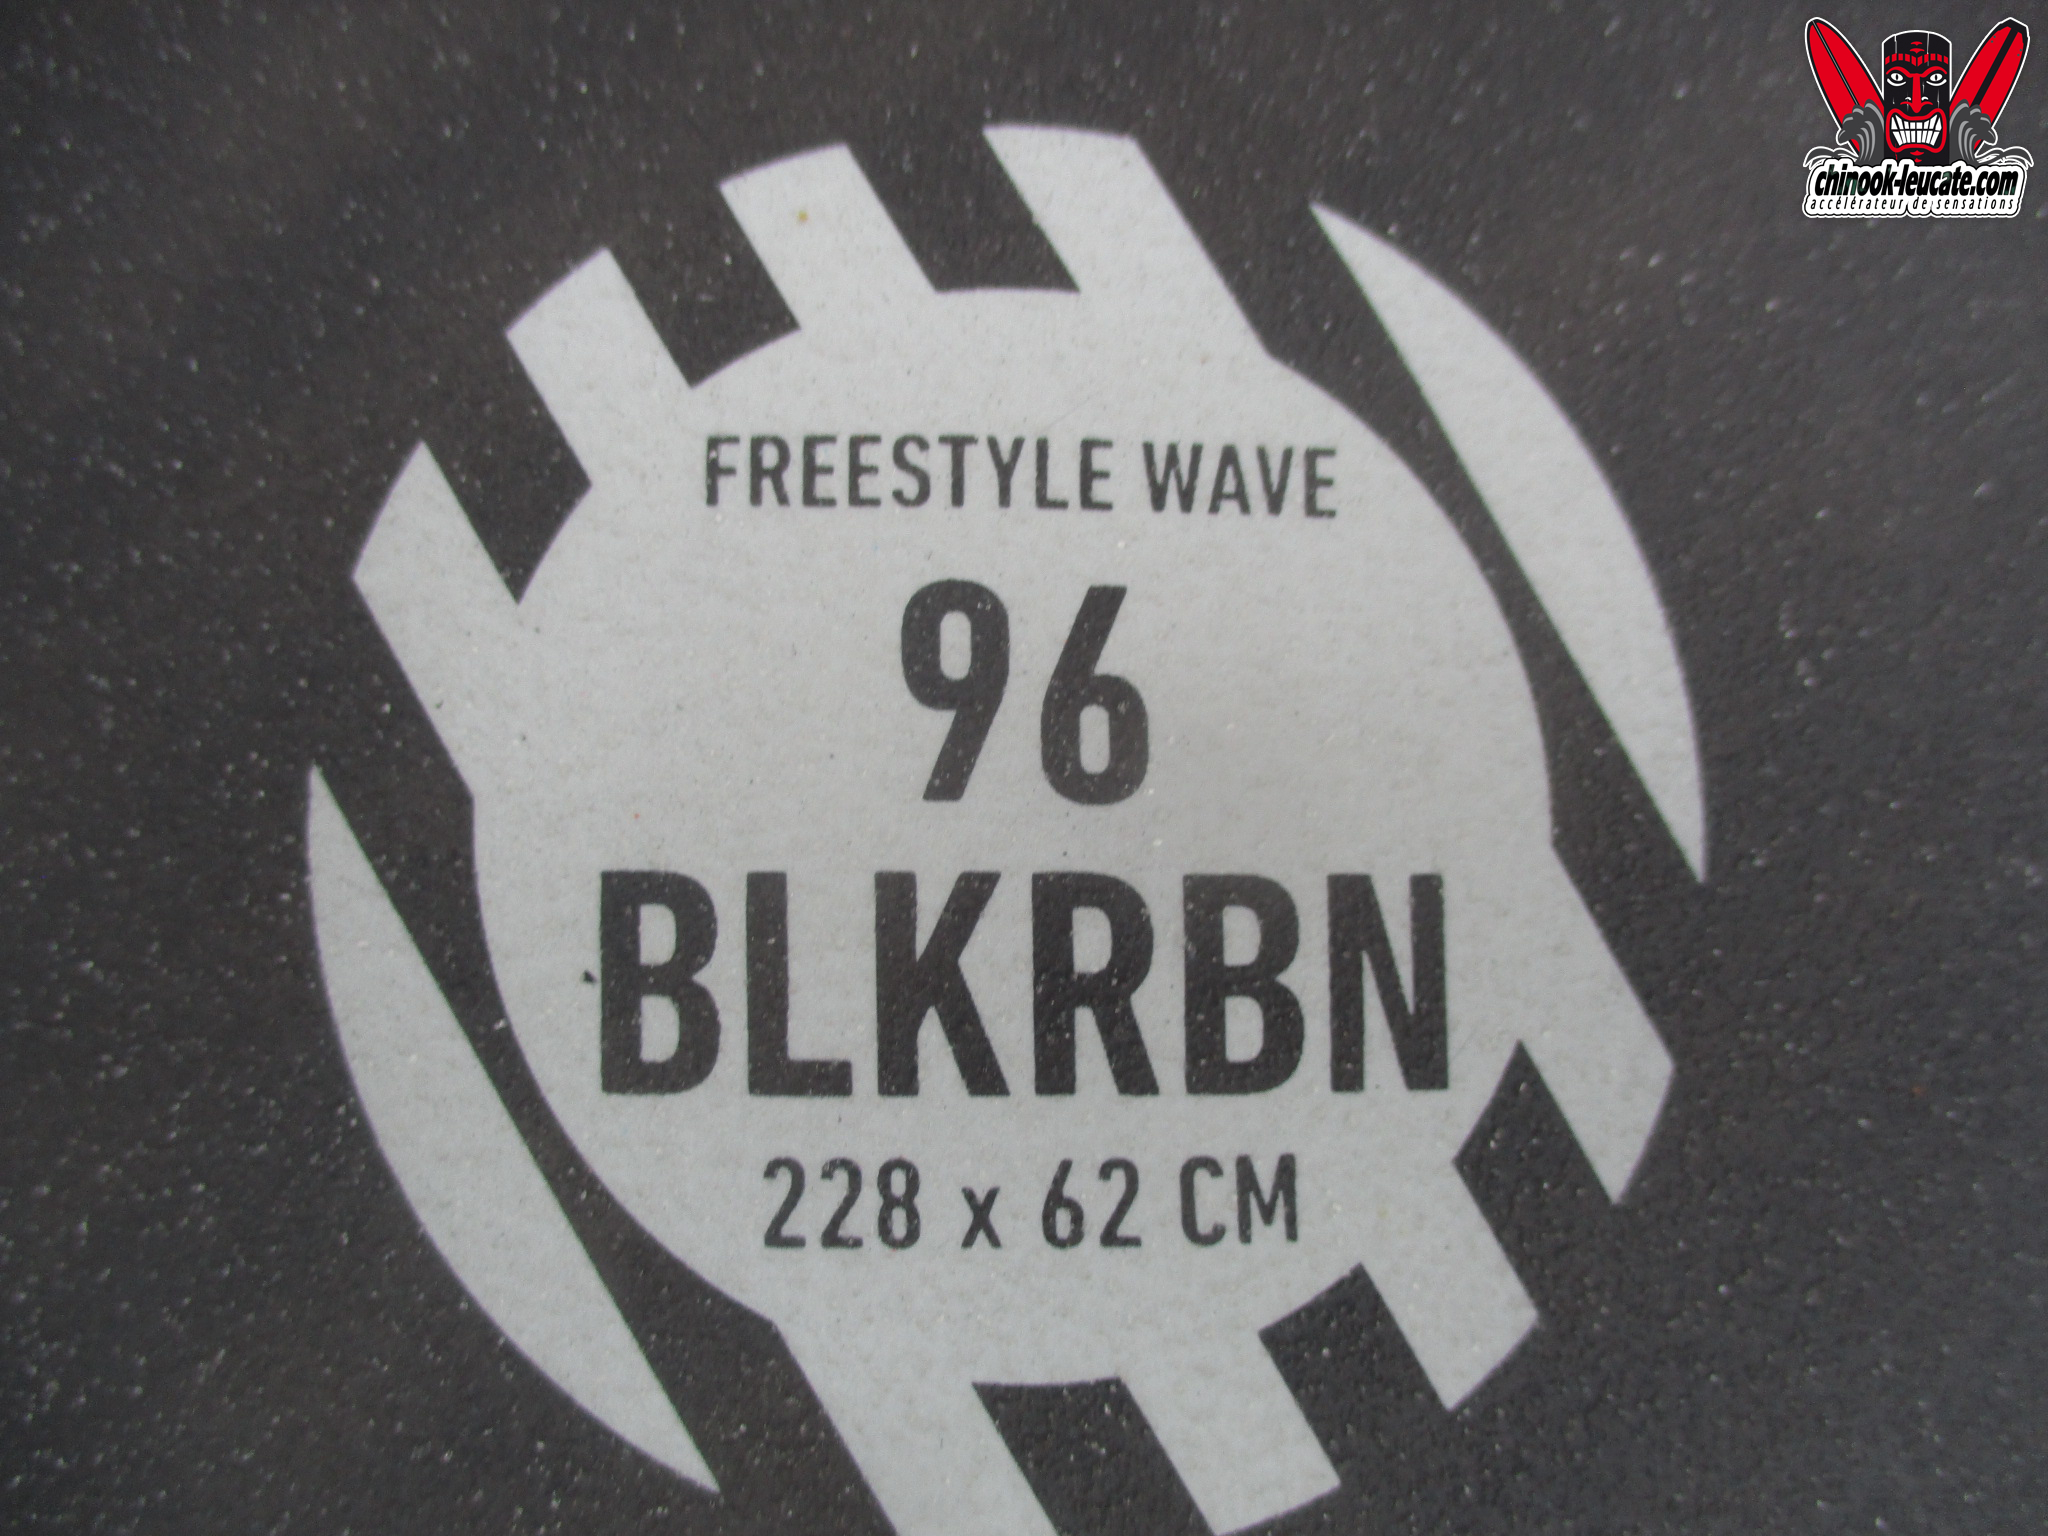 chinook-leucate.com
accélérateur de sensations
FREESTYLE WAVE
96
BLKRBN
228 x 62 CM